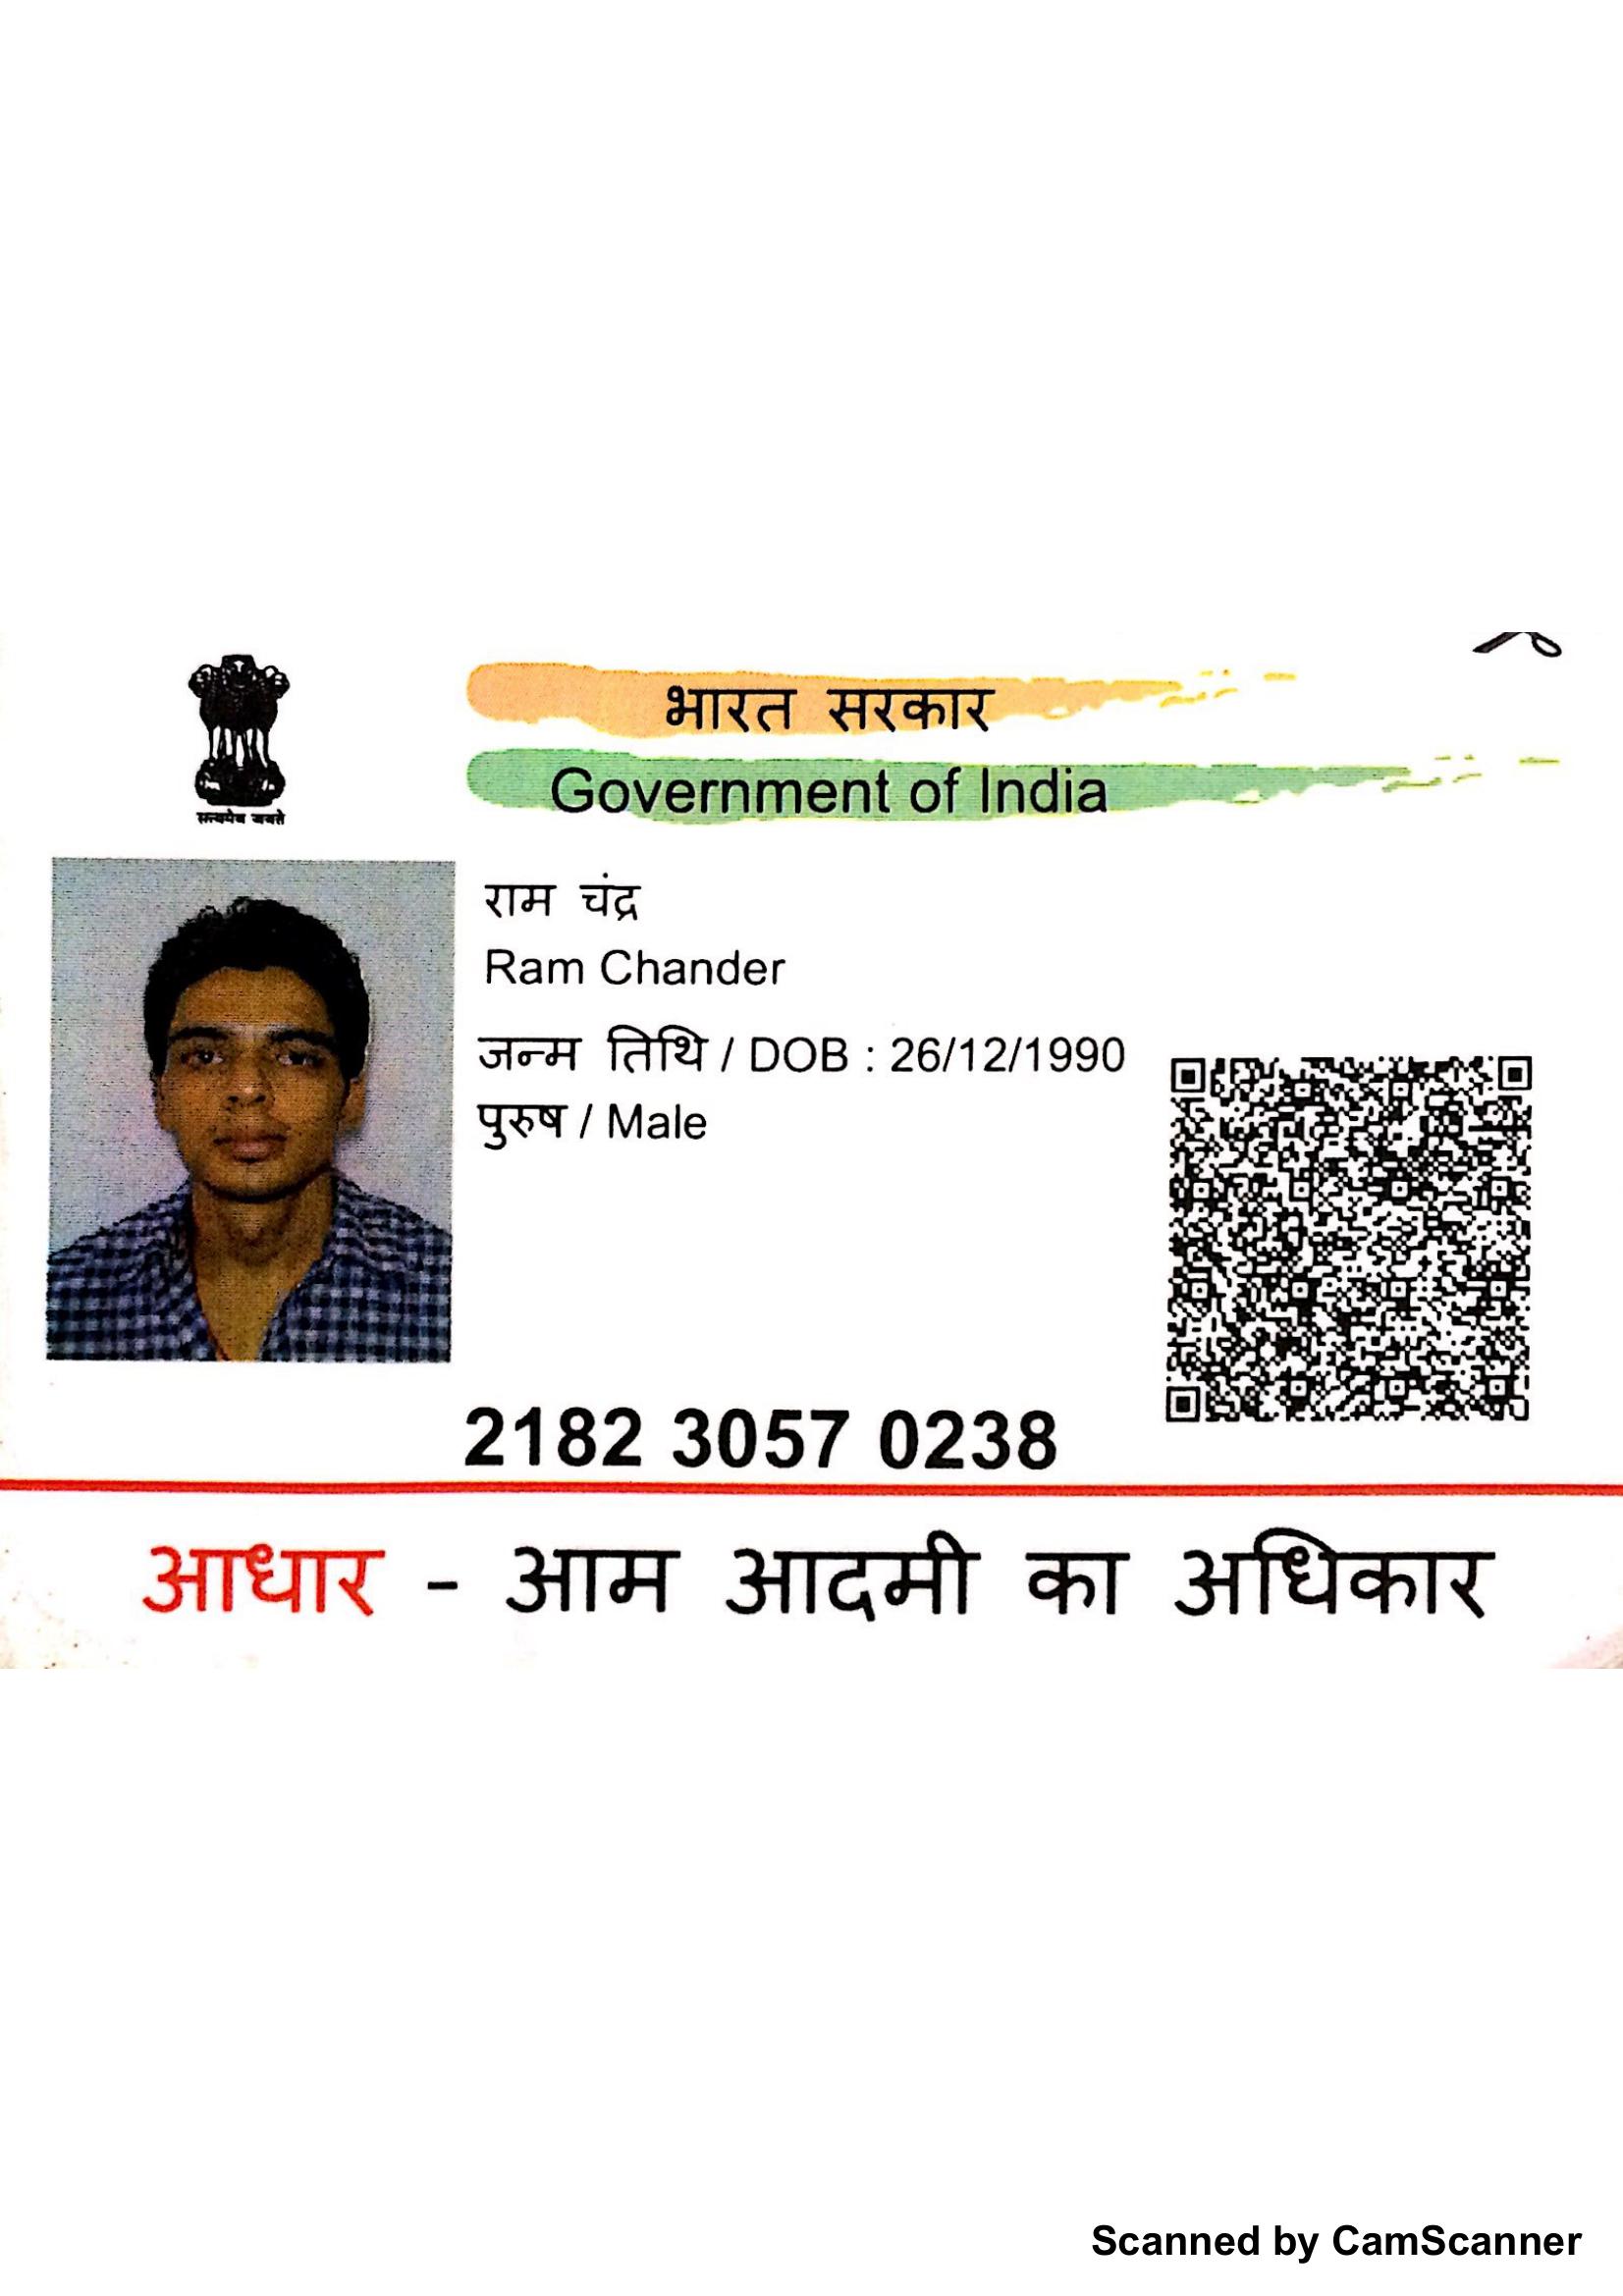 सत्यमेव जयते
भारत सरकार
Government of India
राम चंद्र
Ram Chander
जन्म तिथि / DOB : 26/12/1990
पुरुष / Male
2182 3057 0238
आधार - आम आदमी का अधिकार
Scanned by CamScanner